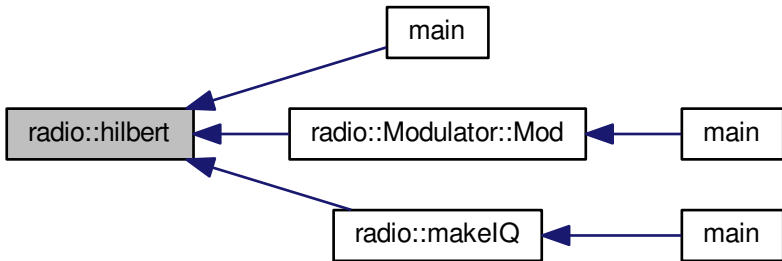 main
radio::hilbert
radio::Modulator::Mod
main
radio::makeIQ
main